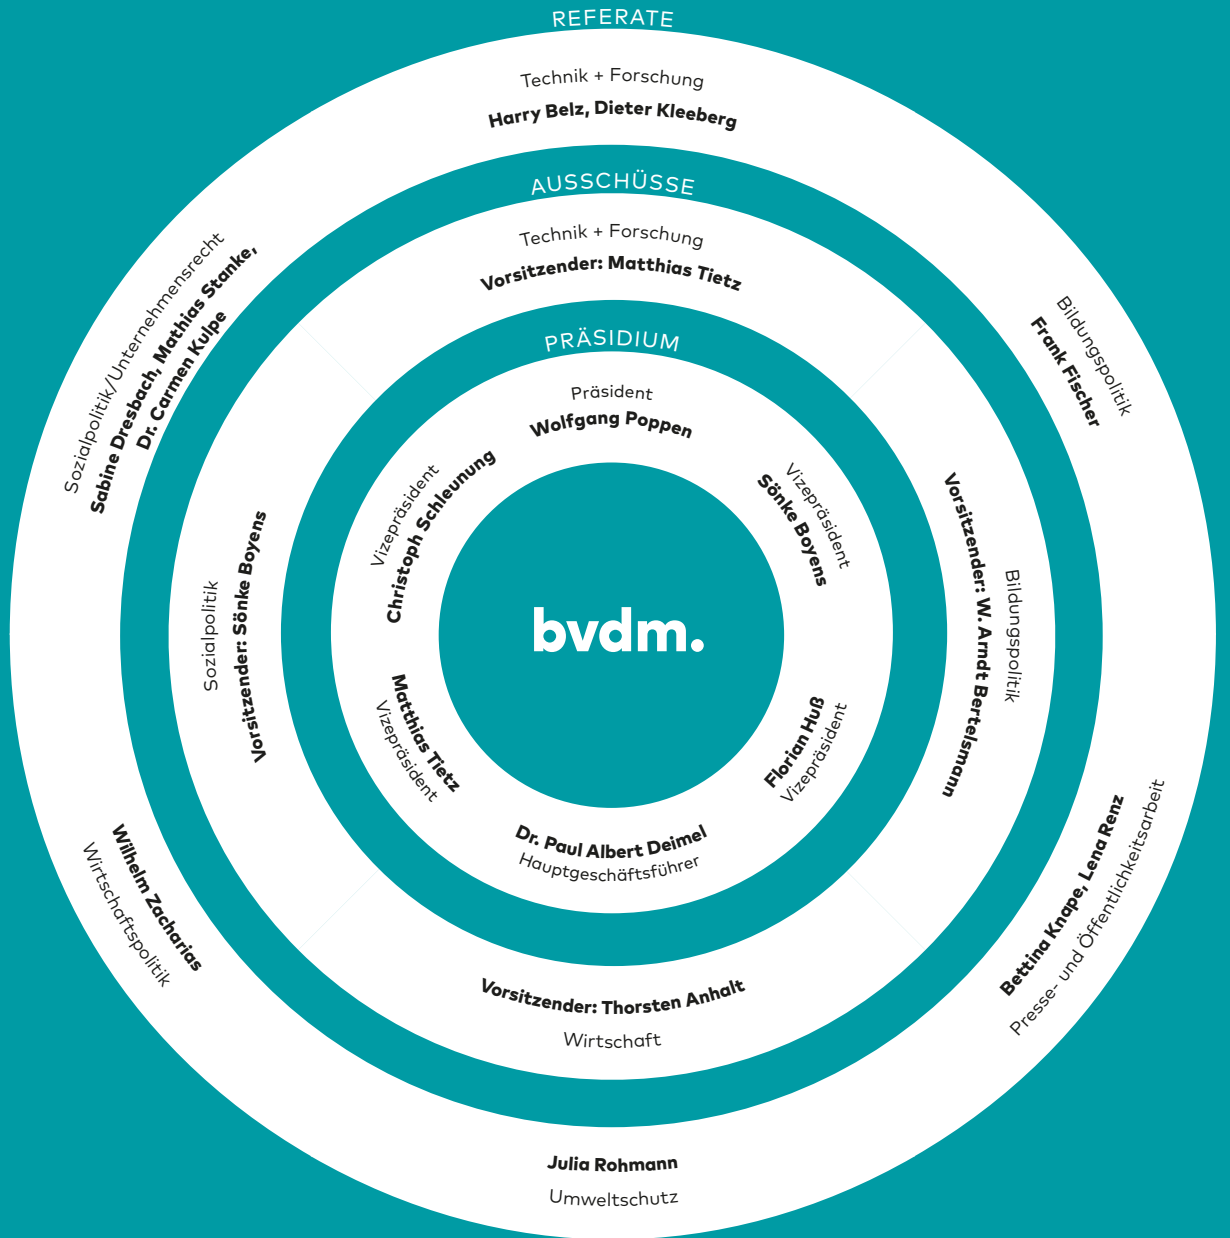 REFERATE
Technik + Forschung
Harry Belz, Dieter Kleeberg
Bildungspolitik
Frank Fischer
Bettina Knape, Lena Renz
Presse- und Öffentlichkeitsarbeit
Julia Rohmann
Umweltschutz
Wilhelm Zacharias
Wirtschaftspolitik
Sozialpolitik/Unternehmensrecht
Sabine Dresbach, Mathias Stanke,
Dr. Carmen Kulpe
AUSSCHÜSSE
Technik + Forschung
Vorsitzender: Matthias Tietz
Bildungspolitik
Vorsitzender: W. Arndt Bertelsmann
Vorsitzender: Thorsten Anhalt
Wirtschaft
Sozialpolitik
Vorsitzender: Sönke Boyens
PRÄSIDIUM
Präsident
Wolfgang Poppen
Vizepräsident
Sönke Boyens
Florian Huß
Vizepräsident
Dr. Paul Albert Deimel
Hauptgeschäftsführer
Matthias Tietz
Vizepräsident
Vizepräsident
Christoph Schleunung
bvdm.